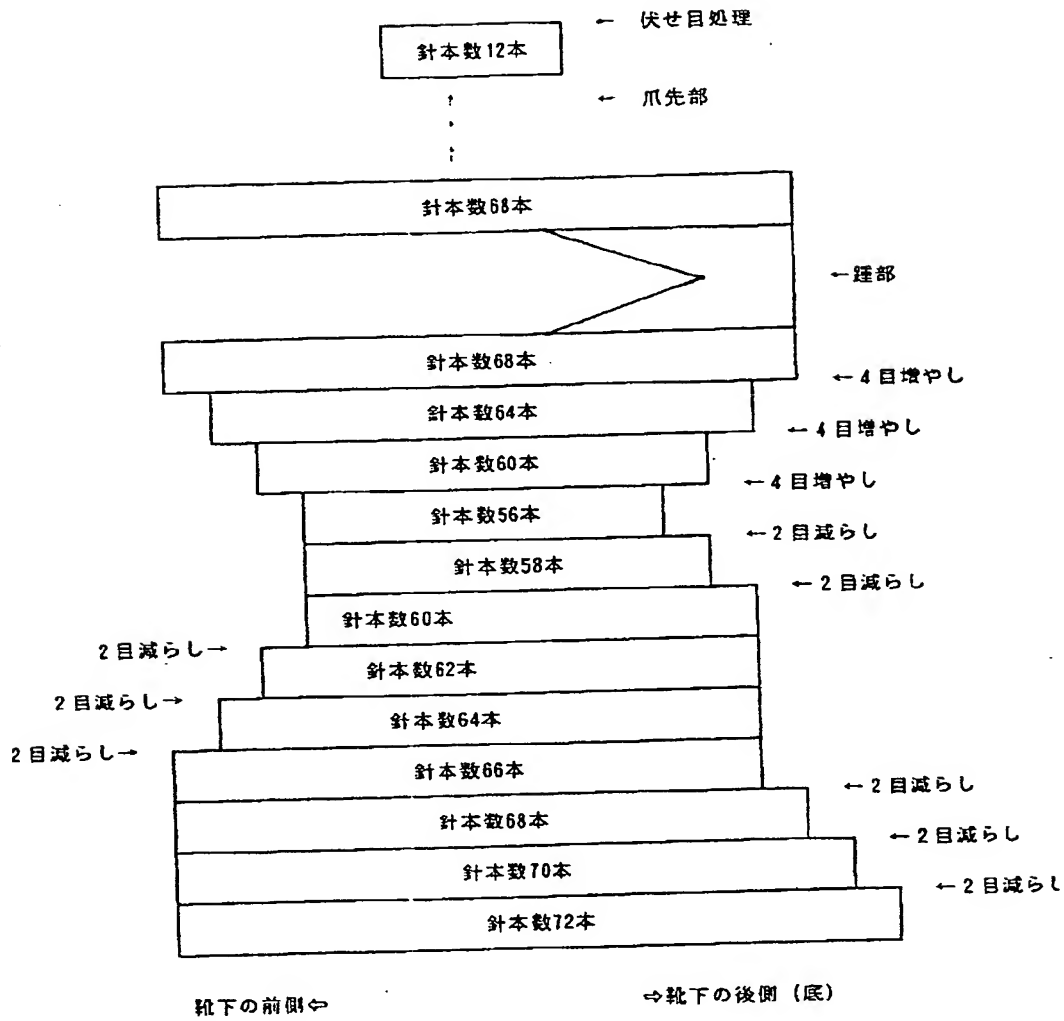 ← 伏せ目処理
針本数12本
← 爪先部
針本数68本
←踵部
針本数68本
←4目増やし
針本数64本
←4目増やし
針本数60本
←4目増やし
針本数56本
←2目減らし
針本数58本
←2目減らし
針本数60本
2目減らし→
針本数62本
2目減らし→
針本数64本
2目減らし→
針本数66本
←2目減らし
針本数68本
←2目減らし
針本数70本
←2目減らし
針本数72本
靴下の前側⇦
⇨靴下の後側（底）